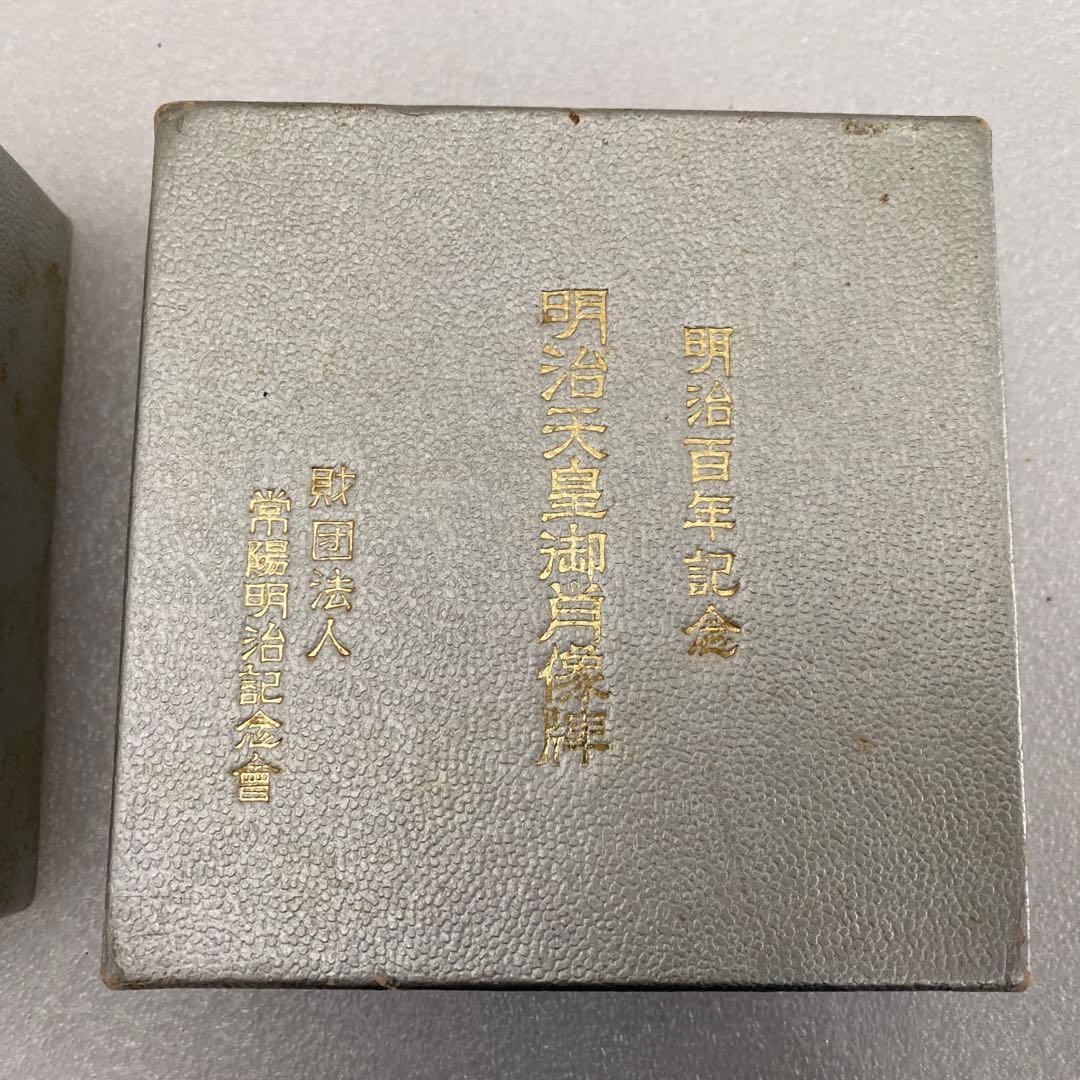 明治百年記念
明治天皇御肖像牌
財団法人
常陽明治記念會